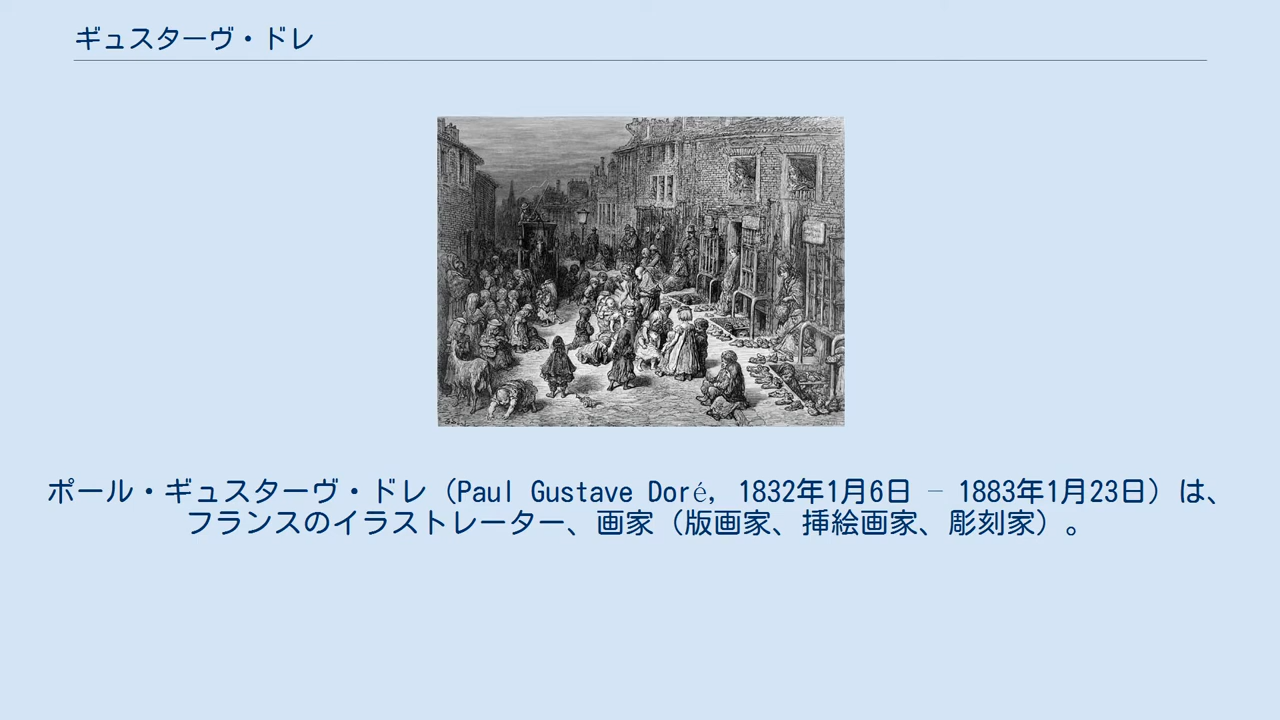 ギュスターヴ・ドレ
ポール・ギュスターヴ・ドレ（Paul Gustave Doré, 1832年1月6日 – 1883年1月23日）は、
フランスのイラストレーター、画家（版画家、挿絵画家、彫刻家）。